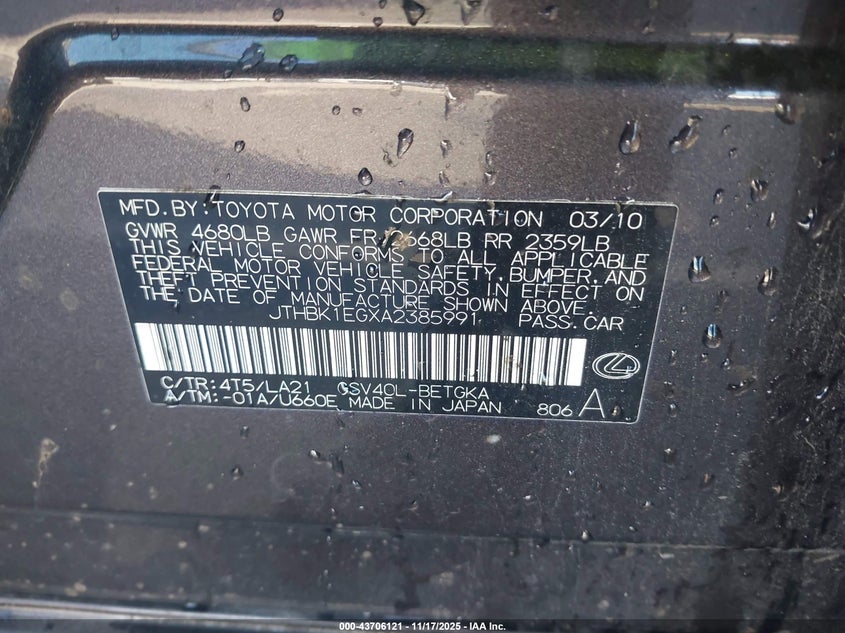 MFD.BY:TOYOTA MOTOR CORPORATION 03/10
GVWR 4680LB GAWR FR 2668LB RR 2359LB
THIS VEHICLE CONFORMS TO ALL APPLICABLE
FEDERAL MOTOR VEHICLE SAFETY,BUMPER,AND
THEFT PREVENTION STANDARDS IN EFFECT ON
THE DATE OF MANUFACTURE SHOWN ABOVE.
JTHBK1EGXA2385991 PASS.CAR
C/TR:4T5/LA21 GSV40L-BETGKA
A/TM:-01A/U660E MADE IN JAPAN 806 A
000-43706121 - 11/17/2025 - IAA Inc.